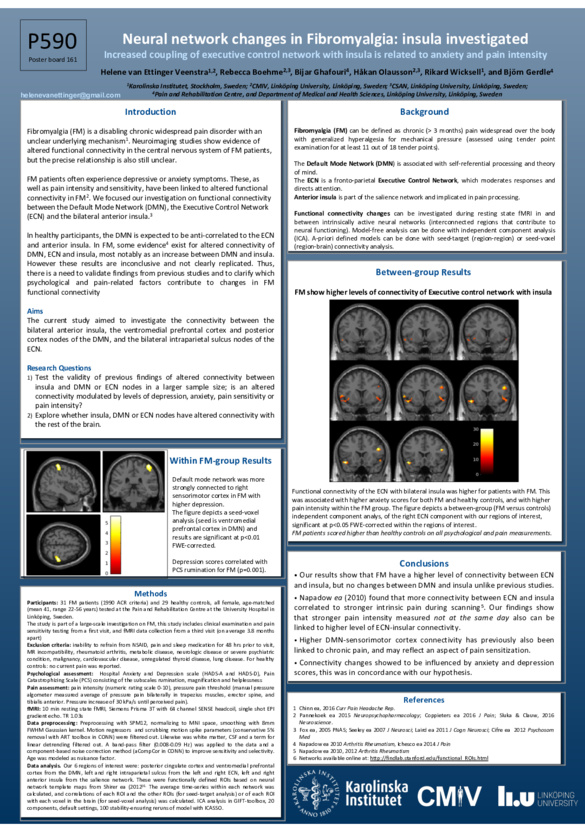 P590
Poster board 161
Neural network changes in Fibromyalgia: insula investigated
Increased coupling of executive control network with insula is related to anxiety and pain intensity
Helene van Ettinger Veenstra¹,², Rebecca Boehme²,³, Bijar Ghafouri⁴, Håkan Olausson²,³, Rikard Wicksell¹, and Björn Gerdle⁴
¹Karolinska Institutet, Stockholm, Sweden; ²CMIV, Linköping University, Linköping, Sweden; ³CSAN, Linköping University, Sweden;
⁴Pain and Rehabilitation Centre, and Department of Medical and Health Sciences, Linköping University, Linköping, Sweden
helenevanettinger@gmail.com
Introduction
Fibromyalgia (FM) is a disabling chronic widespread pain disorder with an
unclear underlying mechanism¹. Neuroimaging studies show evidence of
altered functional connectivity in the central nervous system of FM patients,
but the precise relationship is also still unclear.
FM patients often experience depressive or anxiety symptoms. These, as
well as pain intensity and sensitivity, have been linked to altered functional
connectivity in FM². We focused our investigation on functional connectivity
between the Default Mode Network (DMN), the Executive Control Network
(ECN) and the bilateral anterior insula.³
In healthy participants, the DMN is expected to be anti-correlated to the ECN
and anterior insula. In FM, some evidence⁴ exist for altered connectivity of
DMN, ECN and insula, most notably as an increase between DMN and insula.
However these results are inconclusive and not clearly replicated. Thus,
there is a need to validate findings from previous studies and to clarify which
psychological and pain-related factors contribute to changes in FM
functional connectivity
Aims
The current study aimed to investigate the connectivity between the
bilateral anterior insula, the ventromedial prefrontal cortex and posterior
cortex nodes of the DMN, and the bilateral intraparietal sulcus nodes of the
ECN.
Research Questions
1) Test the validity of previous findings of altered connectivity between
insula and DMN or ECN nodes in a larger sample size; is an altered
connectivity modulated by levels of depression, anxiety, pain sensitivity or
pain intensity?
2) Explore whether insula, DMN or ECN nodes have altered connectivity with
the rest of the brain.
Within FM-group Results
Default mode network was more
strongly connected to right
sensorimotor cortex in FM with
higher depression.
The figure depicts a seed-voxel
analysis (seed is ventromedial
prefrontal cortex in DMN) and
results are significant at p<0.01
FWE-corrected.
Depression scores correlated with
PCS rumination for FM (p=0.001).
5
4
3
2
1
0
Methods
Participants: 31 FM patients (1990 ACR criteria) and 29 healthy controls, all female, age-matched
(mean 41, range 22-56 years) tested at the Pain and Rehabilitation Centre at the University Hospital in
Linköping, Sweden.
The study is part of a large-scale investigation on FM, this study includes clinical examination and pain
sensitivity testing from a first visit, and fMRI data collection from a third visit (on average 3.8 months
apart)
Exclusion criteria: inability to refrain from NSAID, pain and sleep medication for 48 hrs prior to visit,
MR incompatibility, rheumatoid arthritis, metabolic disease, neurologic disease or severe psychiatric
condition, malignancy, cardiovascular disease, unregulated thyroid disease, lung disease. For healthy
controls: no current pain was reported.
Psychological assessment: Hospital Anxiety and Depression scale (HADS-A and HADS-D), Pain
Catastrophizing Scale (PCS) consisting of the subscales rumination, magnification and helplessness
Pain assessment: pain intensity (numeric rating scale 0-10), pressure pain threshold (manual pressure
algometer measured average of pressure pain bilaterally in trapezius muscles, erector spine, and
tibialis anterior. Pressure increase of 30 kPa/s until perceived pain).
fMRI: 10 min resting state fMRI, Siemens Prisma 3T with 64 channel SENSE headcoil, single shot EPI
gradient echo. TR 1.03s
Data preprocessing: Preprocessing with SPM12, normalizing to MNI space, smoothing with 8mm
FWHM Gaussian kernel. Motion regressors and scrubbing motion spike parameters (conservative 5%
removal with ART toolbox in CONN) were filtered out. Likewise was white matter, CSF and a term for
linear detrending filtered out. A band-pass filter (0.008-0.09 Hz) was applied to the data and a
component-based noise correction method (aCompCor in CONN) to improve sensitivity and selectivity.
Age was modeled as nuisance factor.
Data analysis. Our 6 regions of interest were: posterior cingulate cortex and ventromedial prefrontal
cortex from the DMN, left and right intraparietal sulcus from the left and right ICN, left and right
anterior insula from the salience network. These were functionally defined ROIs based on neural
network template maps from Shirer ea (2012)⁶. The average time-series within each network was
calculated, and correlations of each ROI and the other ROIs (for seed-target analysis) or of each ROI
with each voxel in the brain (for seed-voxel analysis) was calculated. ICA analysis in GIFT-toolbox, 20
components, default settings, 100 stability-ensuring reruns of model with ICASSO.
Background
Fibromyalgia (FM) can be defined as chronic (> 3 months) pain widespread over the body
with generalized hyperalgesia for mechanical pressure (assessed using tender point
examination for at least 11 out of 18 tender points).
The Default Mode Network (DMN) is associated with self-referential processing and theory
of mind.
The ECN is a fronto-parietal Executive Control Network, which moderates responses and
directs attention.
Anterior insula is part of the salience network and implicated in pain processing.
Functional connectivity changes can be investigated during resting state fMRI in and
between intrinsically active neural networks (interconnected regions that contribute to
neural functioning). Model-free analysis can be done with independent component analysis
(ICA). A-priori defined models can be done with seed-target (region-region) or seed-voxel
(region-brain) connectivity analysis.
Between-group Results
FM show higher levels of connectivity of Executive control network with insula
30
20
10
0
Functional connectivity of the ECN with bilateral insula was higher for patients with FM. This
was associated with higher anxiety scores for both FM and healthy controls, and with higher
pain intensity within the FM group. The figure depicts a between-group (FM versus controls)
independent component analys, of the right ECN component with our regions of interest,
significant at p<0.05 FWE-corrected within the regions of interest.
FM patients scored higher than healthy controls on all psychological and pain measurements.
Conclusions
• Our results show that FM have a higher level of connectivity between ECN
and insula, but no changes between DMN and insula unlike previous studies.
• Napadow ea (2010) found that more connectivity between ECN and insula
correlated to stronger intrinsic pain during scanning⁵. Our findings show
that stronger pain intensity measured not at the same day also can be
linked to higher level of ECN-insular connectivity.
• Higher DMN-sensorimotor cortex connectivity has previously also been
linked to chronic pain, and may reflect an aspect of pain sensitization.
• Connectivity changes showed to be influenced by anxiety and depression
scores, this was in concordance with our hypothesis.
References
1 Chinn ea, 2016 Curr Pain Headache Rep.
2 Pannekoek ea 2015 Neuropsychopharmacology; Coppieters ea 2016 J Pain; Sluka & Clauw, 2016
Neuroscience.
3 Fox ea, 2005 PNAS; Seeley ea 2007 J Neurosci; Luist ea 2011 J Cogn Neurosci; Cifre ea 2012 Psychosom
Med
4 Napadow ea 2010 Arthritis Rheumatism; Ichesco ea 2014 J Pain
5 Napadow ea 2010, 2012 Arthritis Rheumatism
6 Networks available online at: http://findlab.stanford.edu/functional_ROIs.html
KAROLINSKA INSTITUTET
ANNO 1810
Karolinska
Institutet
CMIV
LINKÖPING
UNIVERSITY